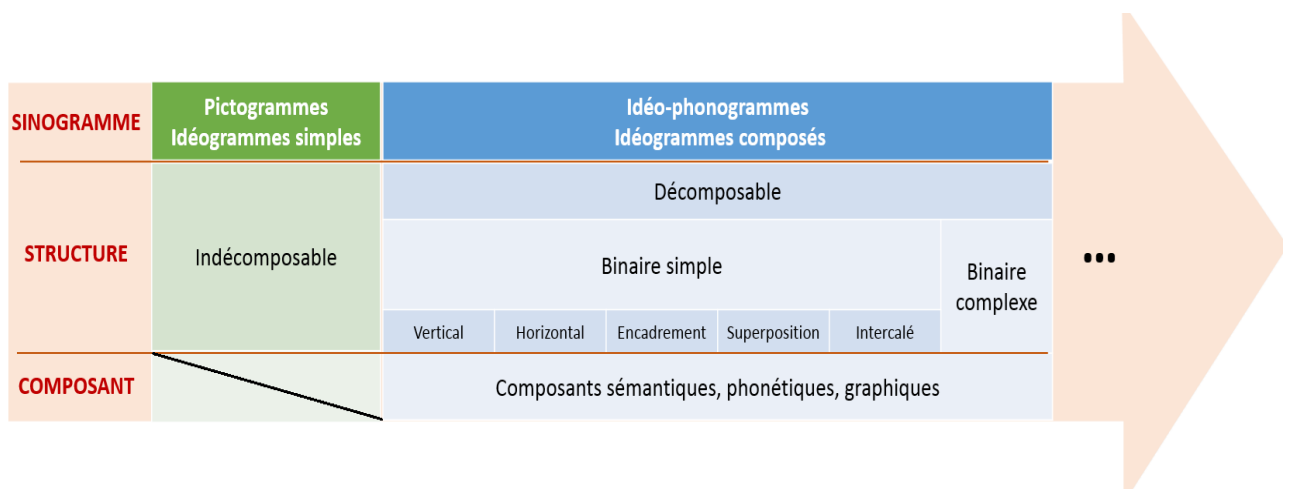 SINOGRAMME
Pictogrammes
Idéogrammes simples
Idéo-phonogrammes
Idéogrammes composés
STRUCTURE
Indécomposable
Décomposable
Binaire simple
Binaire
complexe
Vertical
Horizontal
Encadrement
Superposition
Intercalé
...
COMPOSANT
Composants sémantiques, phonétiques, graphiques